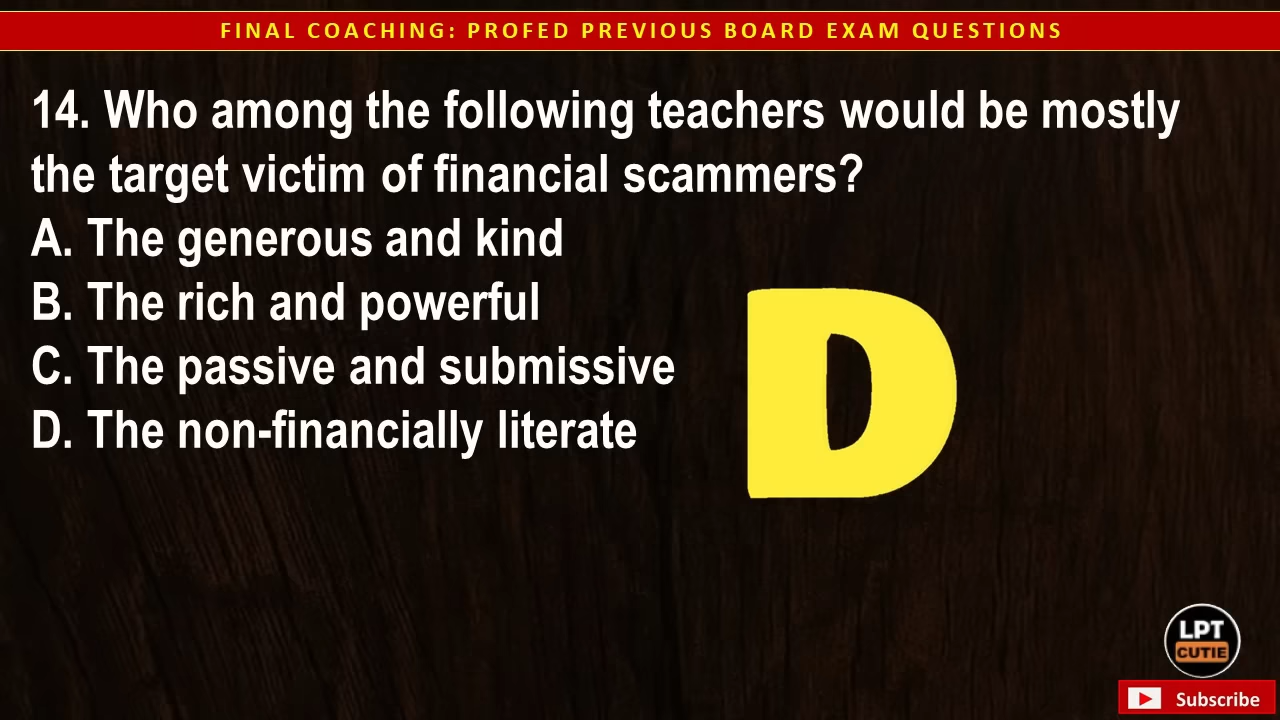 FINAL COACHING: PROFED PREVIOUS BOARD EXAM QUESTIONS
14. Who among the following teachers would be mostly
the target victim of financial scammers?
A. The generous and kind
B. The rich and powerful
C. The passive and submissive
D. The non-financially literate
D
LPT
CUTIE
Subscribe